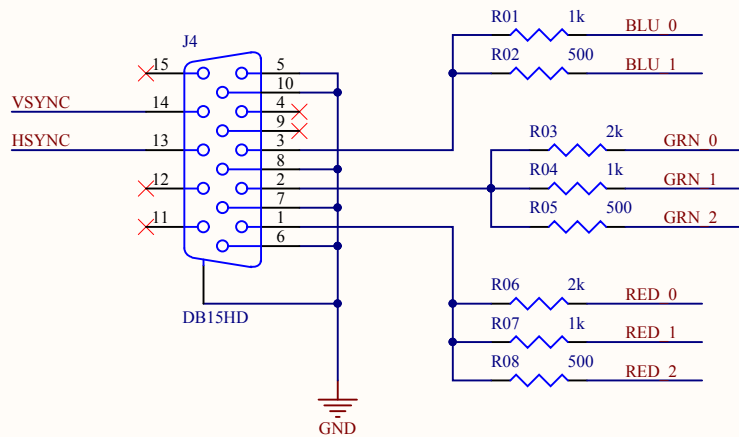 R01 1k BLU_0
J4
R02 500 BLU_1
15 5
10
VSYNC 14 4
9
HSYNC 13 3
R03 2k GRN_0
8
12 2
R04 1k GRN_1
7
11 1
R05 500 GRN_2
6
R06 2k RED_0
DB15HD
R07 1k RED_1
R08 500 RED_2
GND